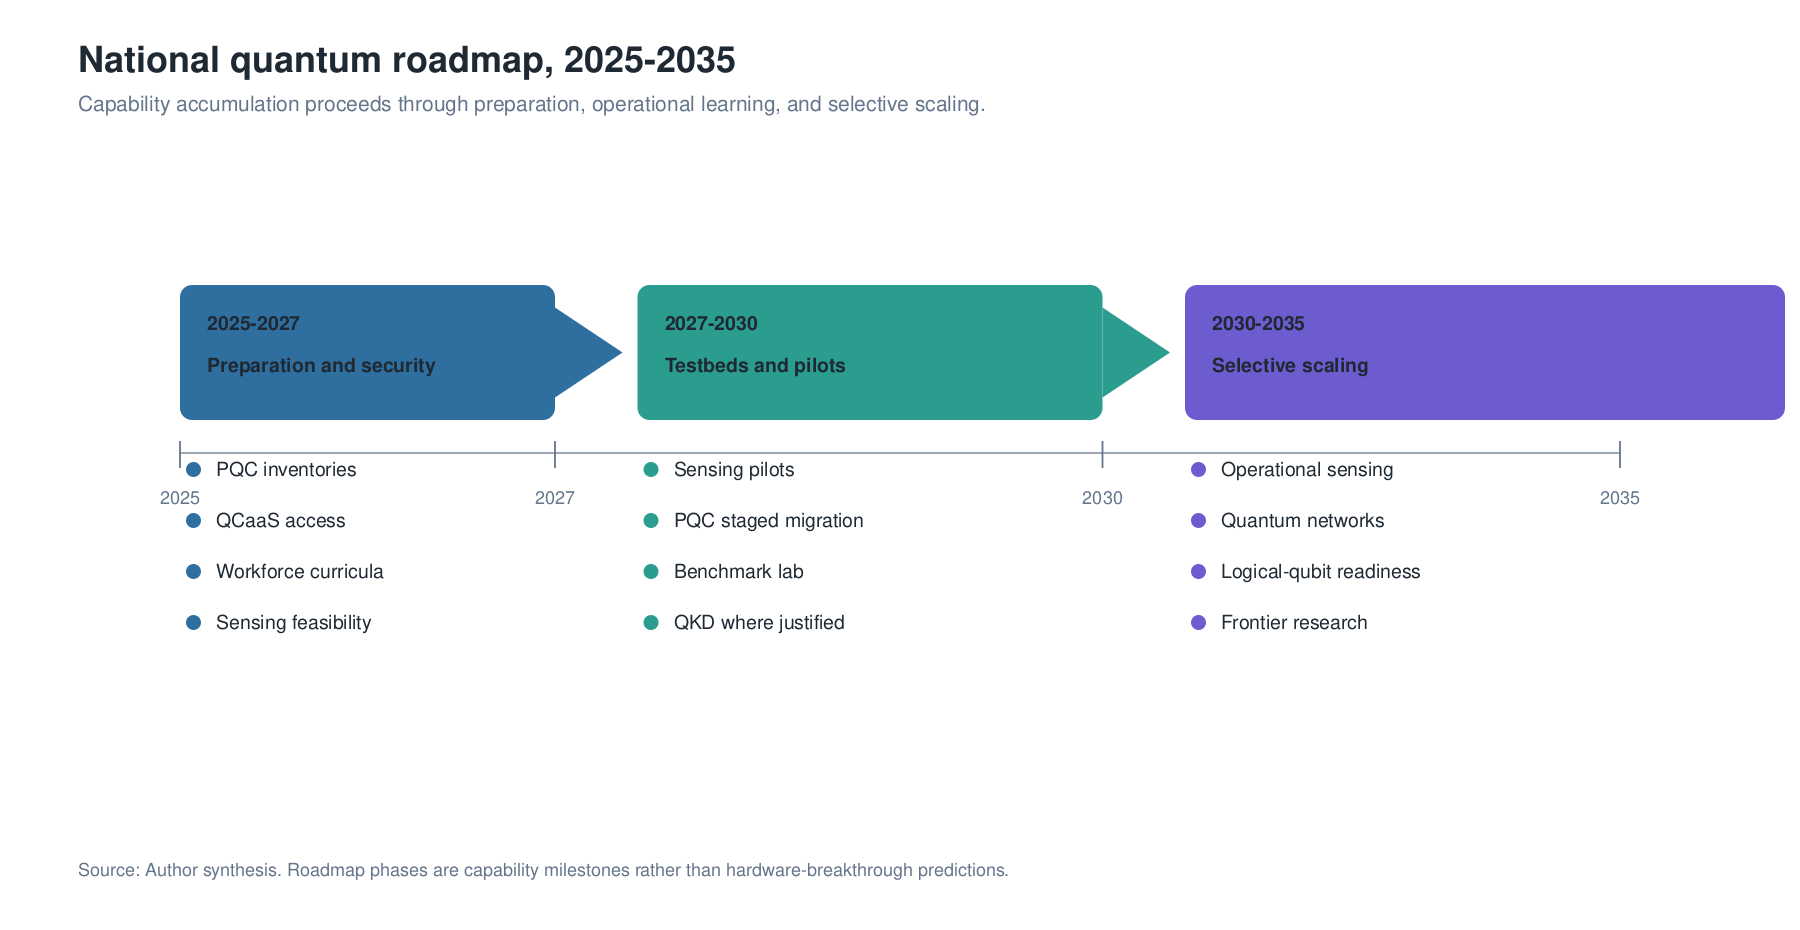 National quantum roadmap, 2025-2035
Capability accumulation proceeds through preparation, operational learning, and selective scaling.
2025-2027
Preparation and security
2027-2030
Testbeds and pilots
2030-2035
Selective scaling
2025
2027
2030
2035
PQC inventories
QCaaS access
Workforce curricula
Sensing feasibility
Sensing pilots
PQC staged migration
Benchmark lab
QKD where justified
Operational sensing
Quantum networks
Logical-qubit readiness
Frontier research
Source: Author synthesis. Roadmap phases are capability milestones rather than hardware-breakthrough predictions.